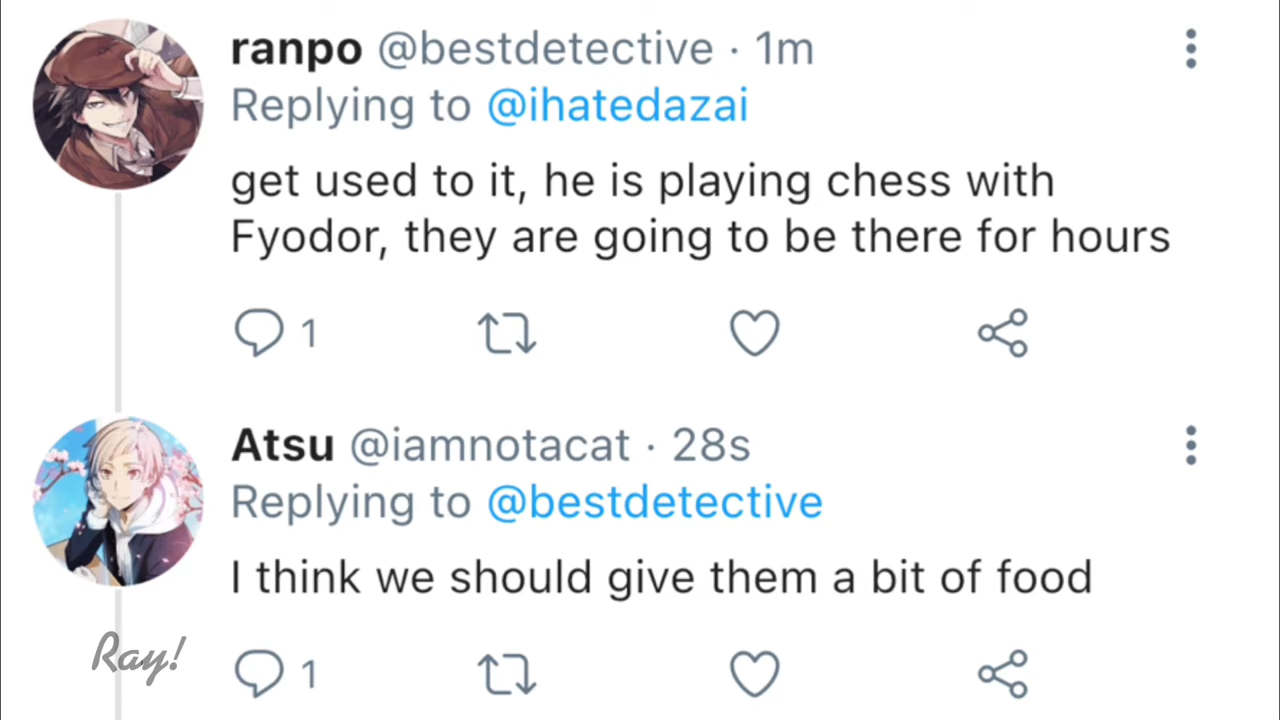 ranpo @bestdetective · 1m
Replying to @ihatedazai
get used to it, he is playing chess with
Fyodor, they are going to be there for hours
1
Atsu @iamnotacat · 28s
Replying to @bestdetective
I think we should give them a bit of food
Ray!
1